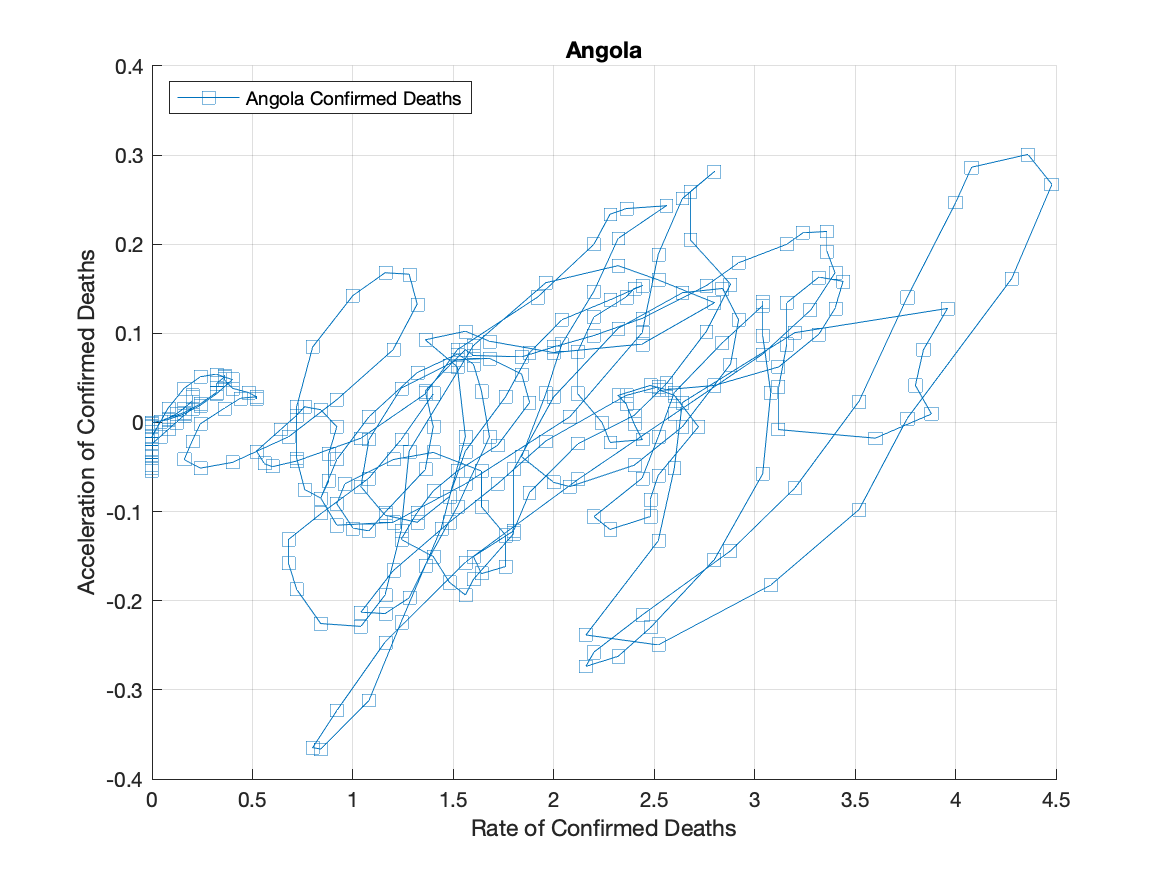 Angola
0.4
Angola Confirmed Deaths
0.3
0.2
0.1
0
-0.1
-0.2
-0.3
-0.4
Acceleration of Confirmed Deaths
0 0.5 1 1.5 2 2.5 3 3.5 4 4.5
Rate of Confirmed Deaths